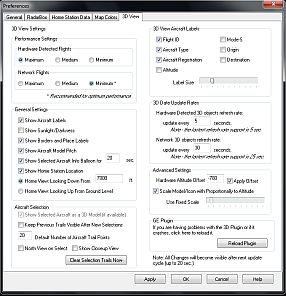 Preferences
General
RadarBox
Home Station Data
Map Colors
3D View
3D View Settings
Performance Settings
Hardware Detected Flights
Maximum
Medium
Minimum
Network Flights
Maximum
Medium
Minimum *
* Recommended for optimum performance
General Settings
Show Aircraft Labels
Show Sunlight/Darkness
Show Borders and Place Labels
Show Aircraft Model Pitch
Show Selected Aircraft Info Balloon for 20 sec.
Show Home Station Location
Home View Looking Down From 7000 ft
Home View Looking Up From Ground Level
Aircraft Selection
Show Selected Aircraft as a 3D Model (if available)
Keep Previous Trails Visible After New Selections
20 Default Number of Aircraft Trail Points
North View on Select
Show Closeup View
Clear Selection Trails Now
3D View Aircraft Labels
Flight ID
Mode S
Aircraft Type
Origin
Aircraft Registration
Destination
Altitude
Label Size
3D Data Update Rates
Hardware Detected 3D objects refresh rate:
update every 5 seconds.
Note - the fastest refresh rate support is 5 sec
Network 3D objects refresh rate:
update every 30 seconds.
Note - the fastest refresh rate support is 25 sec
Advanced Settings
Hardware Altitude Offset 700
Apply Offset
Scale Model/Icon with Proportionally to Altitude
Use Fixed Scale
GE Plugin
If you are having problems with the 3D Plugin or if it
crashes, click here to reload it.
Reload Plugin
Note: All Changes will become visible after next update
cycle (up to 20 sec.)
Apply
OK
Cancel
Help